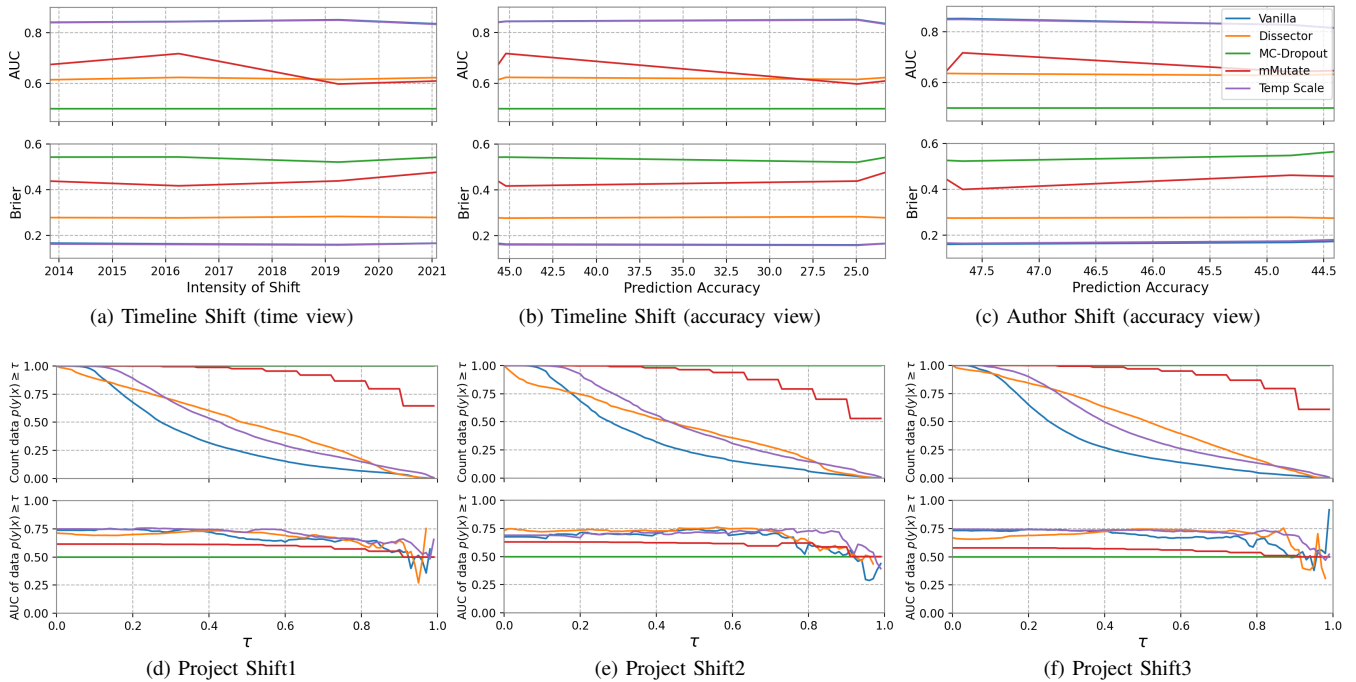 AUC
0.8
0.6
Brier
0.6
0.4
0.2
2014 2015 2016 2017 2018 2019 2020 2021
Intensity of Shift
(a) Timeline Shift (time view)
AUC
0.8
0.6
Brier
0.6
0.4
0.2
45.0 42.5 40.0 37.5 35.0 32.5 30.0 27.5 25.0
Prediction Accuracy
(b) Timeline Shift (accuracy view)
AUC
0.8
0.6
Vanilla
Dissector
MC-Dropout
mMutate
Temp Scale
Brier
0.6
0.4
0.2
47.5 47.0 46.5 46.0 45.5 45.0 44.5
Prediction Accuracy
(c) Author Shift (accuracy view)
Count data p(y|x) ≥ τ
1.00
0.75
0.50
0.25
0.00
AUC of data p(y|x) ≥ τ
1.00
0.75
0.50
0.25
0.00
0.0 0.2 0.4 0.6 0.8 1.0
τ
(d) Project Shift1
Count data p(y|x) ≥ τ
1.00
0.75
0.50
0.25
0.00
AUC of data p(y|x) ≥ τ
1.00
0.75
0.50
0.25
0.00
0.0 0.2 0.4 0.6 0.8 1.0
τ
(e) Project Shift2
Count data p(y|x) ≥ τ
1.00
0.75
0.50
0.25
0.00
AUC of data p(y|x) ≥ τ
1.00
0.75
0.50
0.25
0.00
0.0 0.2 0.4 0.6 0.8 1.0
τ
(f) Project Shift3